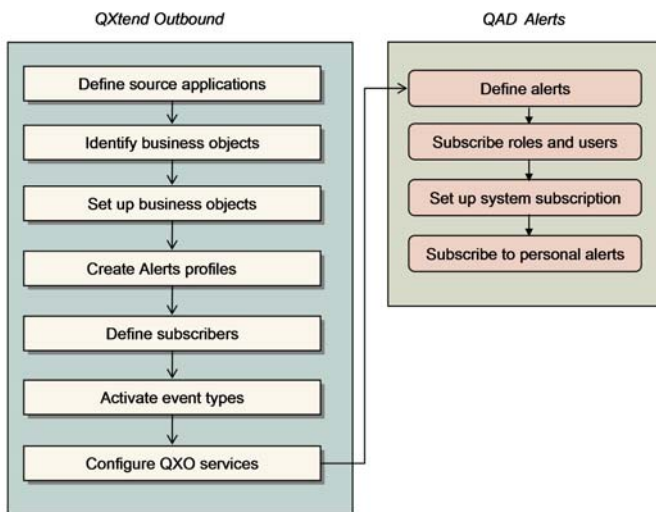 QXtend Outbound
Define source applications
Identify business objects
Set up business objects
Create Alerts profiles
Define subscribers
Activate event types
Configure QXO services
QAD Alerts
Define alerts
Subscribe roles and users
Set up system subscription
Subscribe to personal alerts